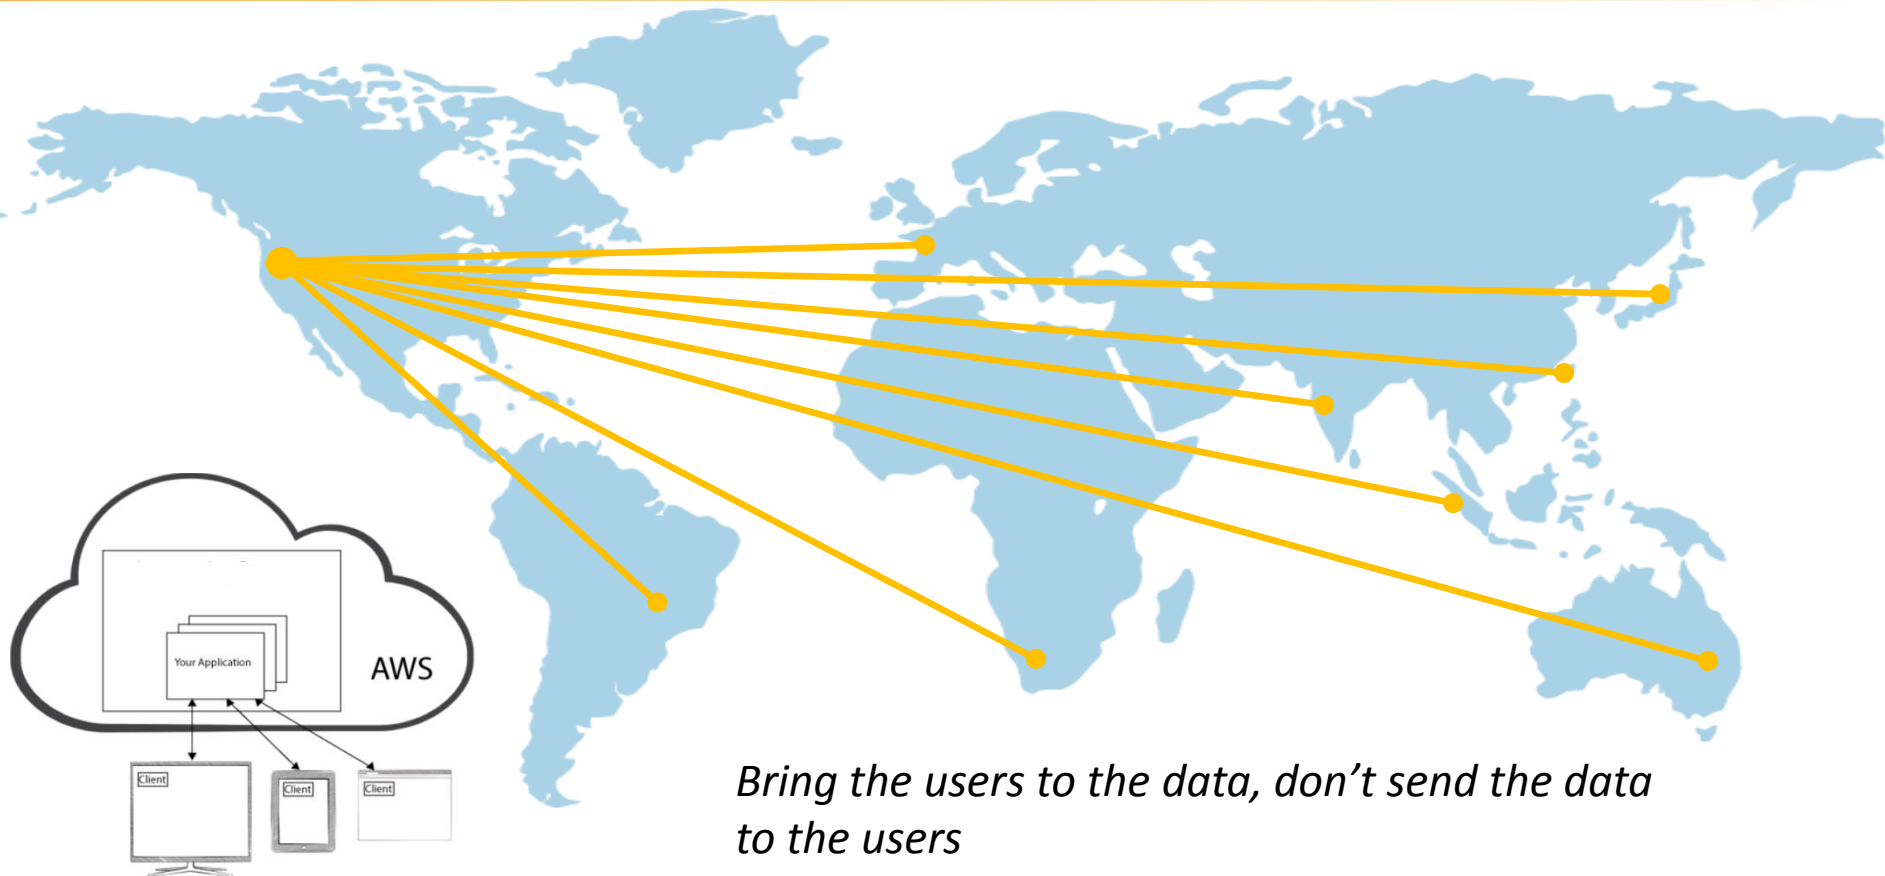 Your Application
AWS
Client
Client
Client
Bring the users to the data, don’t send the data
to the users